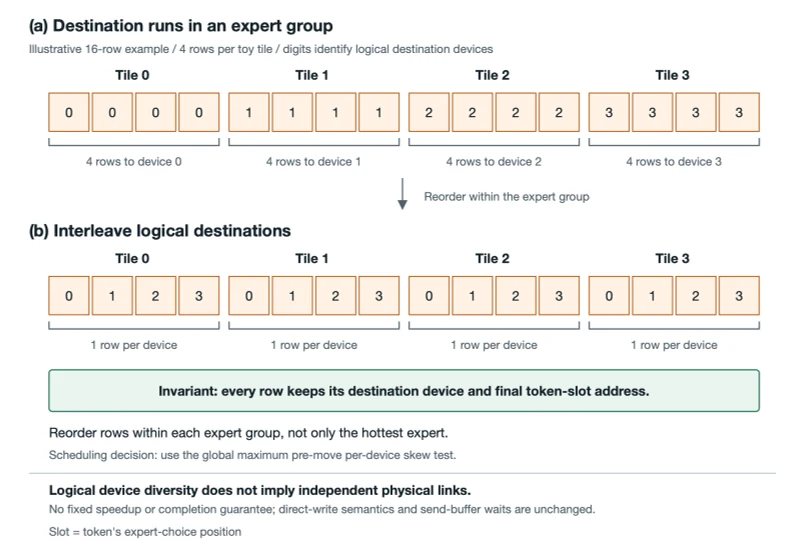 (a) Destination runs in an expert group
Illustrative 16-row example / 4 rows per toy tile / digits identify logical destination devices
Tile 0 Tile 1 Tile 2 Tile 3
0 0 0 0 1 1 1 1 2 2 2 2 3 3 3 3
4 rows to device 0 4 rows to device 1 4 rows to device 2 4 rows to device 3
Reorder within the expert group
(b) Interleave logical destinations
Tile 0 Tile 1 Tile 2 Tile 3
0 1 2 3 0 1 2 3 0 1 2 3 0 1 2 3
1 row per device 1 row per device 1 row per device 1 row per device
Invariant: every row keeps its destination device and final token-slot address.
Reorder rows within each expert group, not only the hottest expert.
Scheduling decision: use the global maximum pre-move per-device skew test.
Logical device diversity does not imply independent physical links.
No fixed speedup or completion guarantee; direct-write semantics and send-buffer waits are unchanged.
Slot = token's expert-choice position